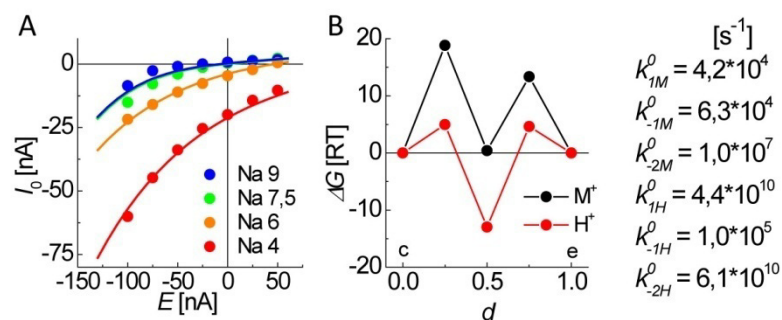 A
0
-25
-50
-75
I₀ [nA]
-150
-100
-50
0
50
E [nA]
Na 9
Na 7,5
Na 6
Na 4
B
20
10
0
-10
-20
ΔG [RT]
M⁺
H⁺
c
e
0.0
0.5
1.0
d
[s⁻¹]
k⁰₁M = 4,2*10⁴
k⁰₋₁M = 6,3*10⁴
k⁰₋₂M = 1,0*10⁷
k⁰₁H = 4,4*10¹⁰
k⁰₋₁H = 1,0*10⁵
k⁰₋₂H = 6,1*10¹⁰